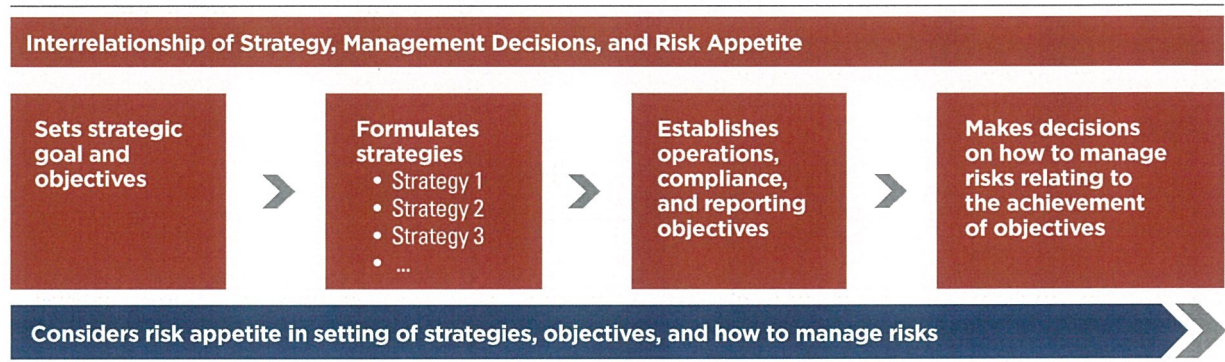 Interrelationship of Strategy, Management Decisions, and Risk Appetite
Sets strategic
goal and
objectives
Formulates
strategies
• Strategy 1
• Strategy 2
• Strategy 3
• ...
Establishes
operations,
compliance,
and reporting
objectives
Makes decisions
on how to manage
risks relating to
the achievement
of objectives
Considers risk appetite in setting of strategies, objectives, and how to manage risks